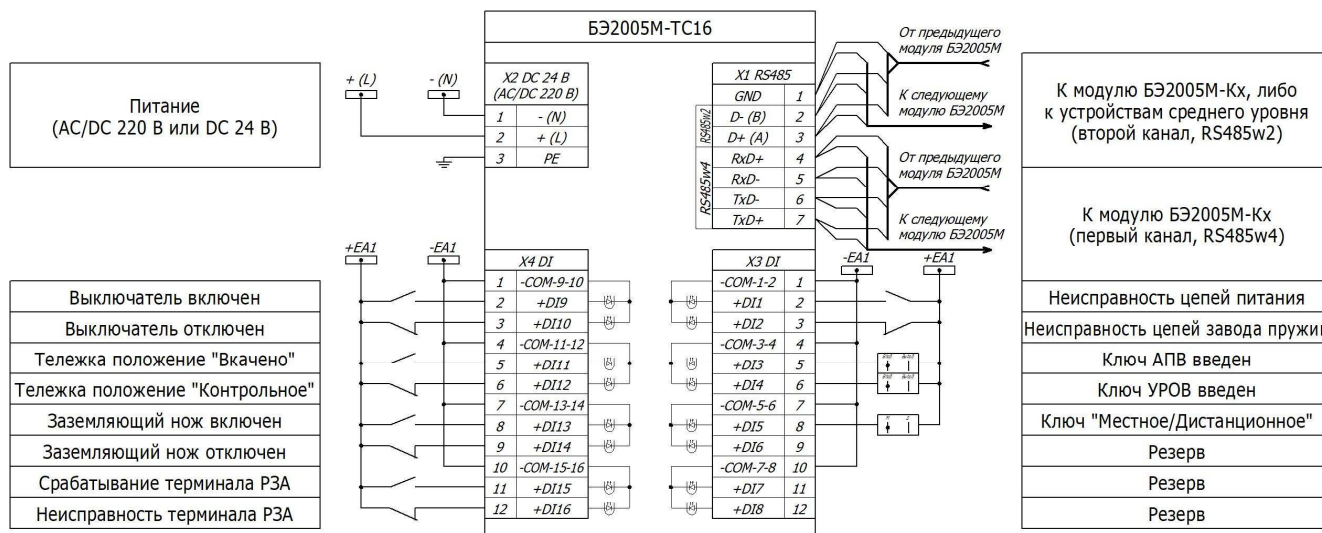 БЭ2005М-ТС16
Питание
(AC/DC 220 В или DC 24 В)
+ (L)
- (N)
X2 DC 24 В
(AC/DC 220 В)
1 - (N)
2 + (L)
3 PE
X1 RS485
GND 1
D- (B) 2
D+ (A) 3
RxD+ 4
RxD- 5
TxD- 6
TxD+ 7
RS485w2
RS485w4
От предыдущего
модуля БЭ2005М
К следующему
модулю БЭ2005М
От предыдущего
модуля БЭ2005М
К следующему
модулю БЭ2005М
К модулю БЭ2005М-Кх, либо
к устройствам среднего уровня
(второй канал, RS485w2)
К модулю БЭ2005М-Кх
(первый канал, RS485w4)
+EA1
-EA1
X4 DI
1 -COM-9-10
2 +DI9
3 +DI10
4 -COM-11-12
5 +DI11
6 +DI12
7 -COM-13-14
8 +DI13
9 +DI14
10 -COM-15-16
11 +DI15
12 +DI16
Выключатель включен
Выключатель отключен
Тележка положение "Вкачено"
Тележка положение "Контрольное"
Заземляющий нож включен
Заземляющий нож отключен
Срабатывание терминала РЗА
Неисправность терминала РЗА
X3 DI
-COM-1-2 1
+DI1 2
+DI2 3
-COM-3-4 4
+DI3 5
+DI4 6
-COM-5-6 7
+DI5 8
+DI6 9
-COM-7-8 10
+DI7 11
+DI8 12
-EA1
+EA1
Неисправность цепей питания
Неисправность цепей завода пружин
Ключ АПВ введен
Ключ УРОВ введен
Ключ "Местное/Дистанционное"
Резерв
Резерв
Резерв